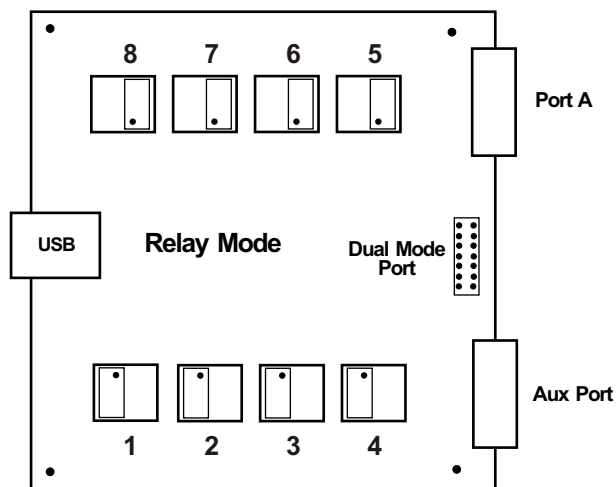 8 7 6 5
Port A
USB
Relay Mode
Dual Mode
Port
Aux Port
1 2 3 4